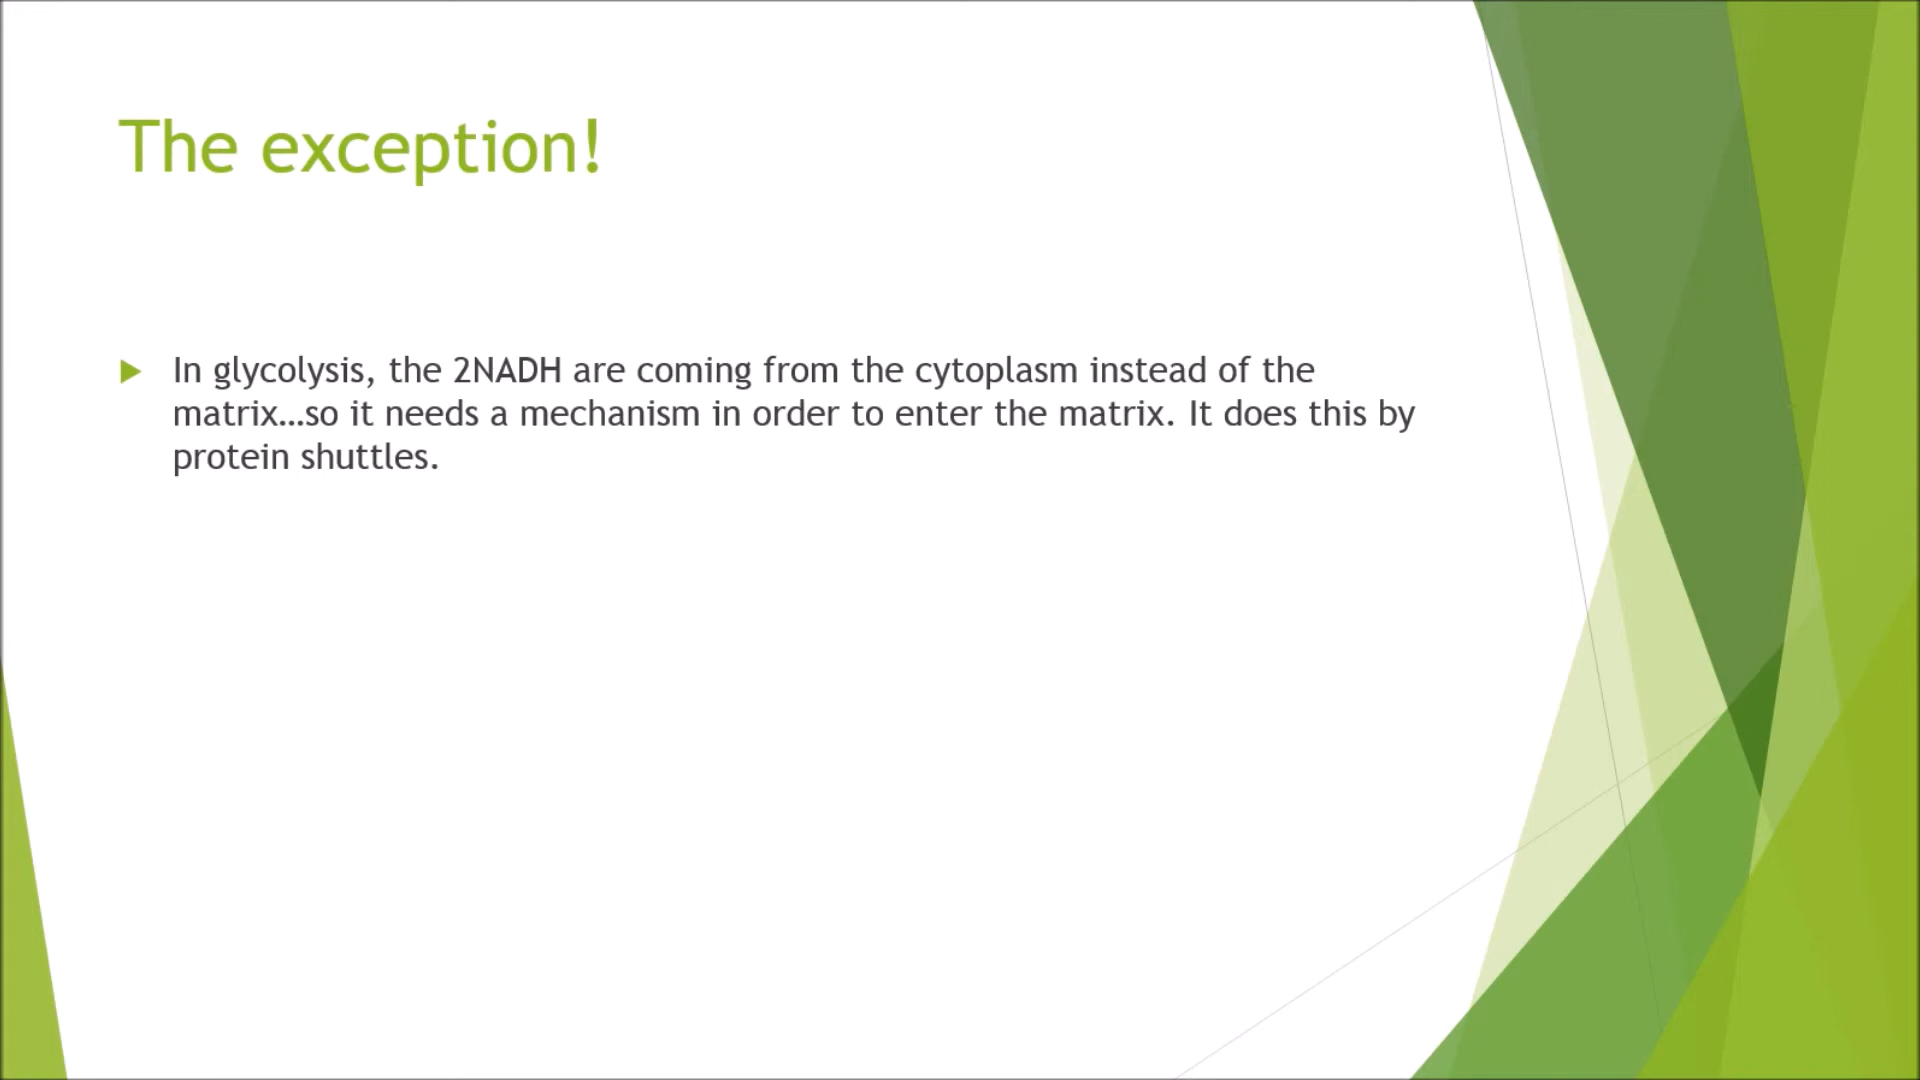 The exception!
In glycolysis, the 2NADH are coming from the cytoplasm instead of the
matrix…so it needs a mechanism in order to enter the matrix. It does this by
protein shuttles.